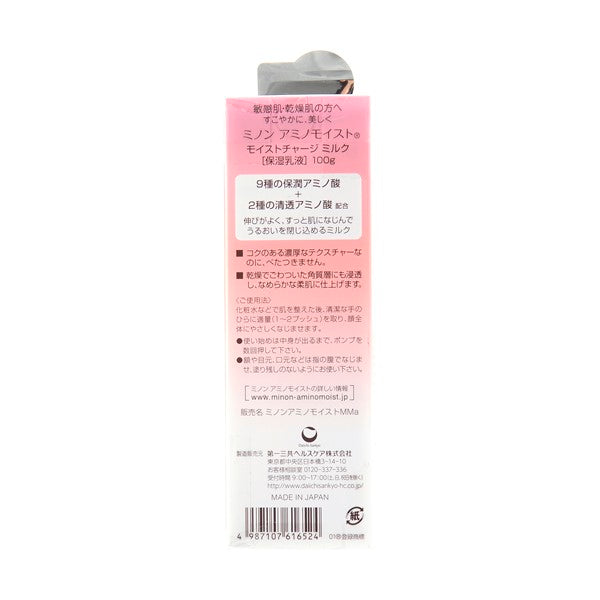 敏感肌・乾燥肌の方へ
すこやかに、美しく
ミノン アミノモイスト®
モイストチャージ ミルク
[保湿乳液] 100g
9種の保潤アミノ酸
+
2種の清透アミノ酸 配合
伸びがよく、すっと肌になじんで
うるおいを閉じ込めるミルク
■ コクのある濃厚なテクスチャーな
のに、べたつきません。
■ 乾燥でごわついた角質層にも浸透
し、なめらかな柔肌に仕上げます。
〈ご使用法〉
化粧水などで肌を整えた後、清潔な手の
ひらに適量(1〜2プッシュ)を取り、顔全
体にやさしくなじませます。
●使い始めは中身が出るまで、ポンプを
数回押して下さい。
●額や目元、口元などは指の腹でなじま
せ、塗り残しのないようにお使い下さい。
ミノン アミノモイストの詳しい情報
www.minon-aminomoist.jp
販売名 ミノンアミノモイストMMa
Daiichi-Sankyo
製造販売元 第一三共ヘルスケア株式会社
東京都中央区日本橋3-14-10
お客様相談室 0120-337-336
受付時間 9:00〜17:00(土、日、祝日を除く)
http://www.daiichisankyo-hc.co.jp/
MADE IN JAPAN
紙
4 987107 616524
01⑧登録商標